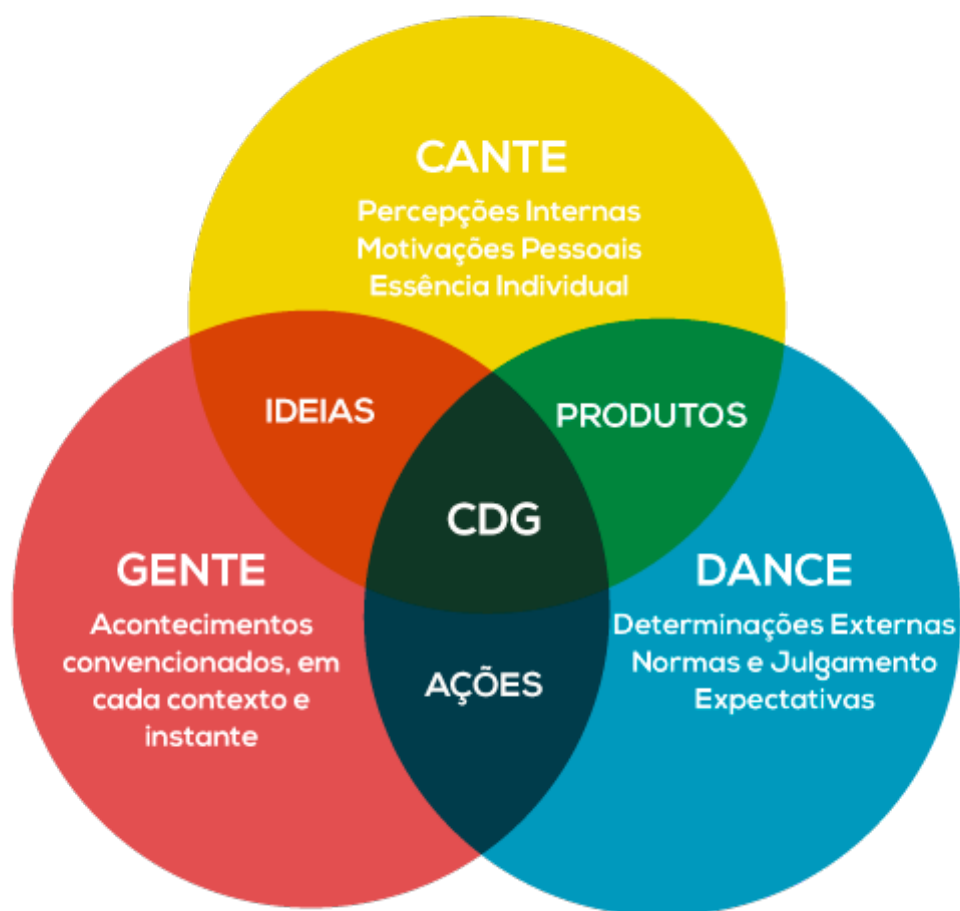 CANTE
Percepções Internas
Motivações Pessoais
Essência Individual
IDEIAS
PRODUTOS
CDG
GENTE
Acontecimentos
convencionados, em
cada contexto e
instante
DANCE
Determinações Externas
Normas e Julgamento
Expectativas
AÇÕES